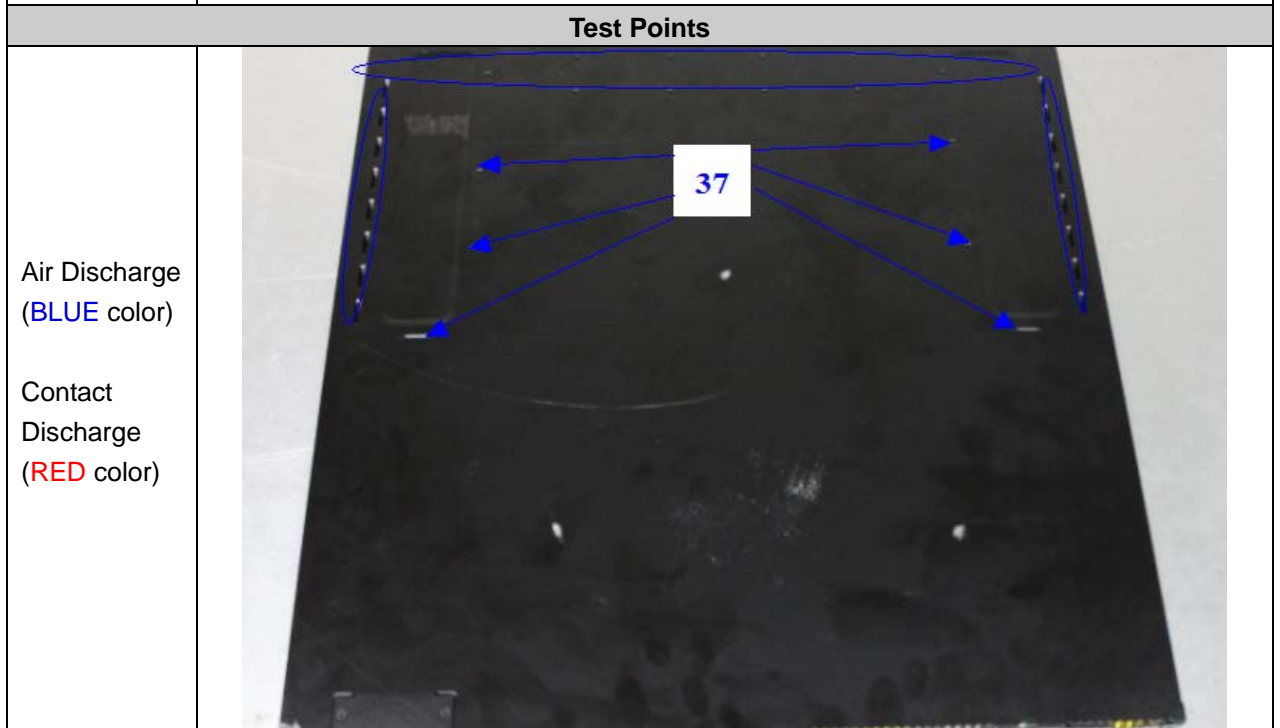 Test Points
Air Discharge
(BLUE color)
Contact
Discharge
(RED color)
37